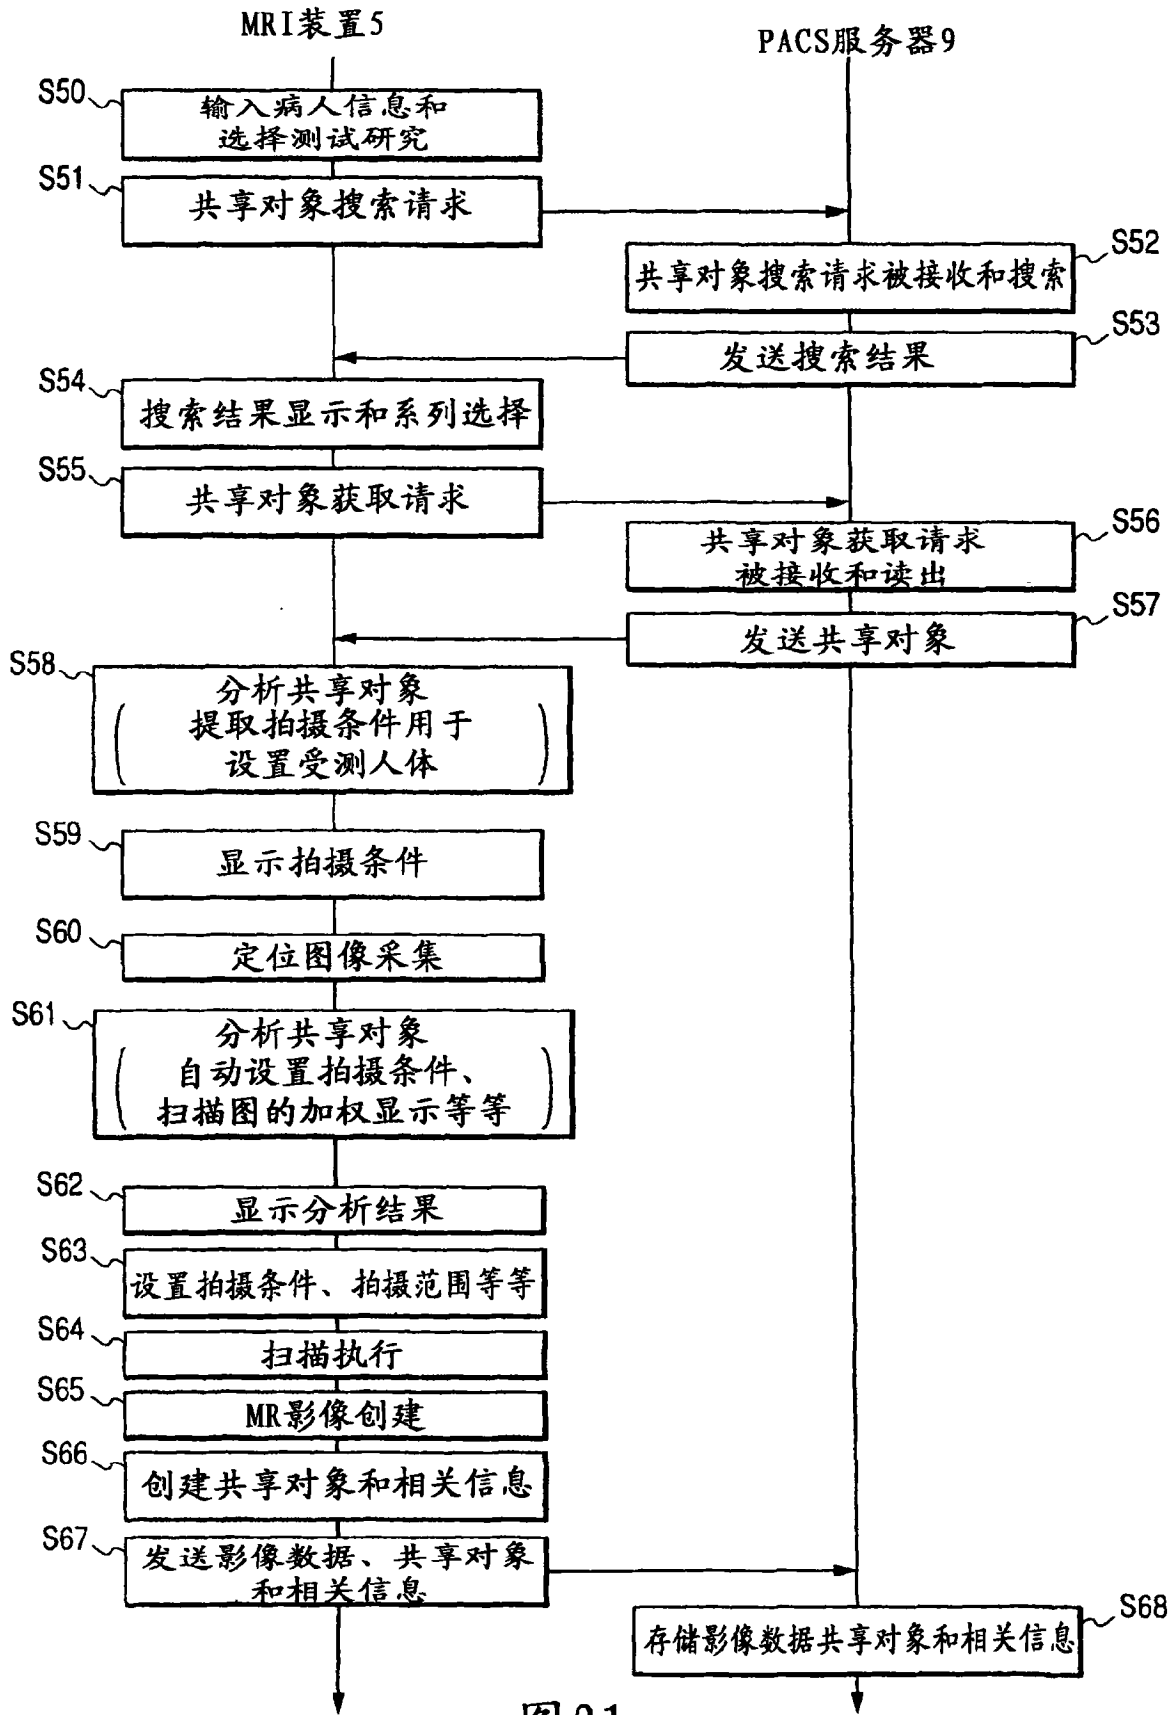 MRI装置5
PACS服务器9
S50
输入病人信息和
选择测试研究
S51
共享对象搜索请求
S52
共享对象搜索请求被接收和搜索
S53
发送搜索结果
S54
搜索结果显示和系列选择
S55
共享对象获取请求
S56
共享对象获取请求
被接收和读出
S57
发送共享对象
S58
分析共享对象
(提取拍摄条件用于
设置受测人体)
S59
显示拍摄条件
S60
定位图像采集
S61
分析共享对象
(自动设置拍摄条件、
扫描图的加权显示等等)
S62
显示分析结果
S63
设置拍摄条件、拍摄范围等等
S64
扫描执行
S65
MR影像创建
S66
创建共享对象和相关信息
S67
发送影像数据、共享对象
和相关信息
S68
存储影像数据共享对象和相关信息